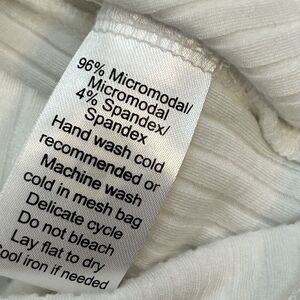 96% Micromodal/
Micromodal
4% Spandex/
Spandex
Hand wash cold
recommended or
Machine wash
cold in mesh bag
Delicate cycle
Do not bleach
Lay flat to dry
Cool iron if needed